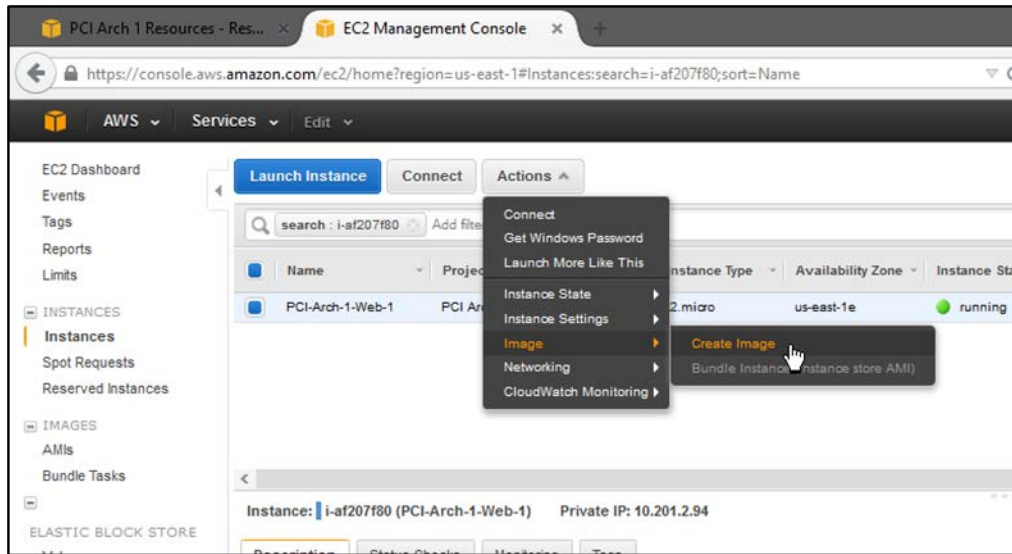 PCI Arch 1 Resources - Res...
EC2 Management Console
https://console.aws.amazon.com/ec2/home?region=us-east-1#Instances:search=i-af207f80;sort=Name
AWS Services Edit
EC2 Dashboard
Events
Tags
Reports
Limits
INSTANCES
Instances
Spot Requests
Reserved Instances
IMAGES
AMIs
Bundle Tasks
ELASTIC BLOCK STORE
Launch Instance Connect Actions
search : i-af207f80 Add filte
Name Projec nstance Type Availability Zone Instance Sta
PCI-Arch-1-Web-1 PCI Ar 2.micro us-east-1e running
Connect
Get Windows Password
Launch More Like This
Instance State
Instance Settings
Image
Networking
CloudWatch Monitoring
Create Image
Bundle Instance (instance store AMI)
Instance: i-af207f80 (PCI-Arch-1-Web-1) Private IP: 10.201.2.94
Description Status Checks Monitoring Tags